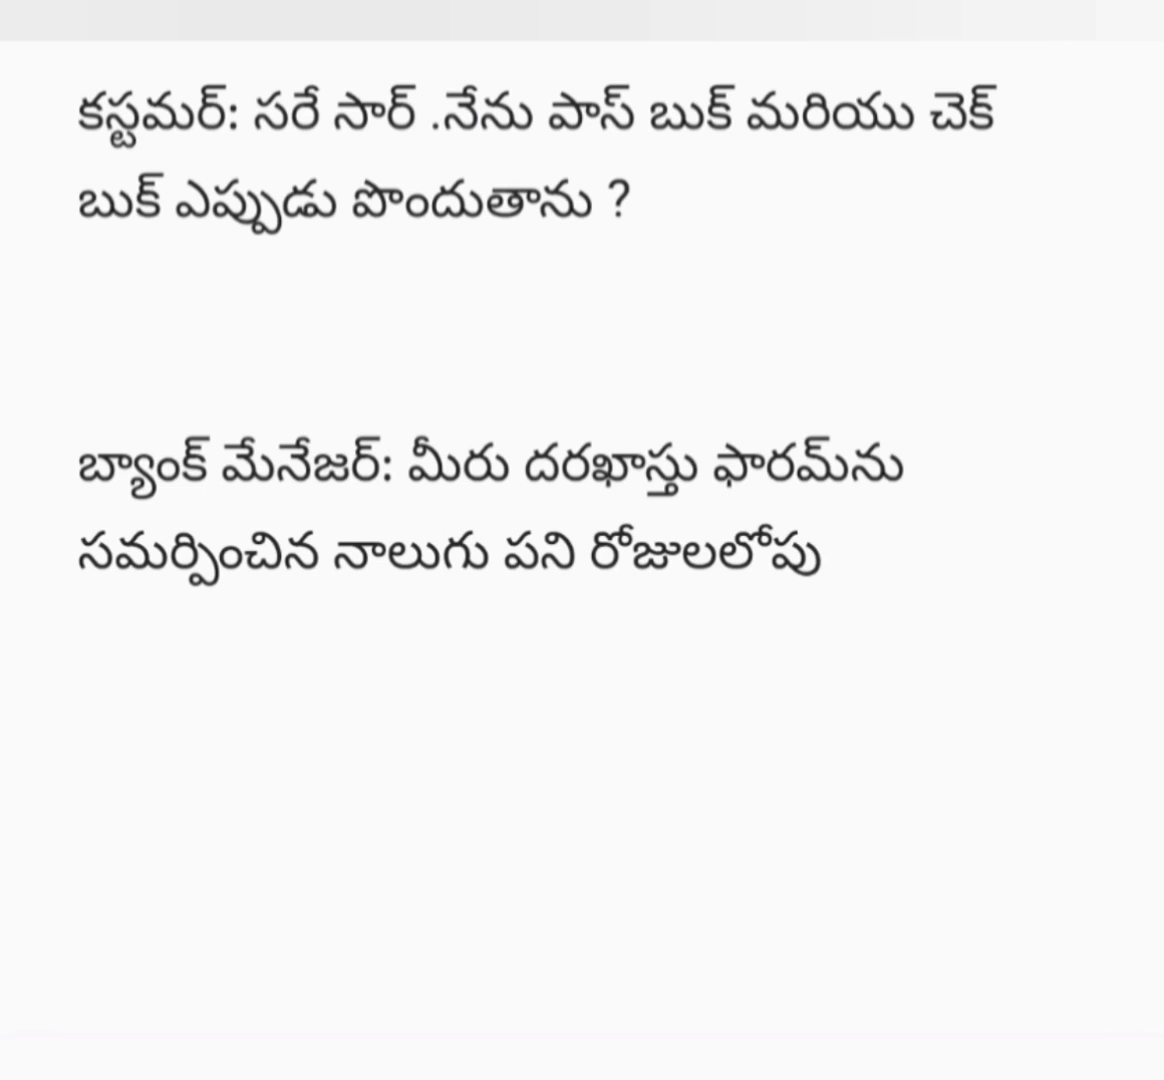 కస్టమర్: సరే సార్ .నేను పాస్ బుక్ మరియు చెక్
బుక్ ఎప్పుడు పొందుతాను ?
బ్యాంక్ మేనేజర్: మీరు దరఖాస్తు ఫారమ్‌ను
సమర్పించిన నాలుగు పని రోజులలోపు